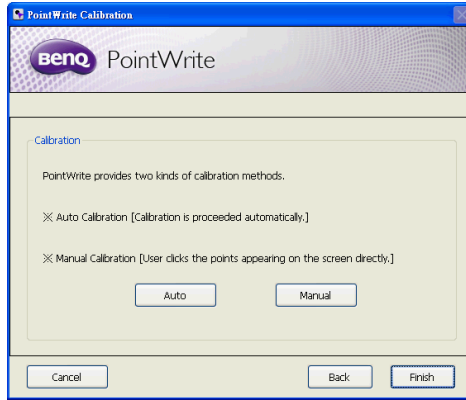 PointWrite Calibration
BenQ PointWrite
Calibration
PointWrite provides two kinds of calibration methods.
※ Auto Calibration [Calibration is proceeded automatically.]
※ Manual Calibration [User clicks the points appearing on the screen directly.]
Auto Manual
Cancel Back Finish